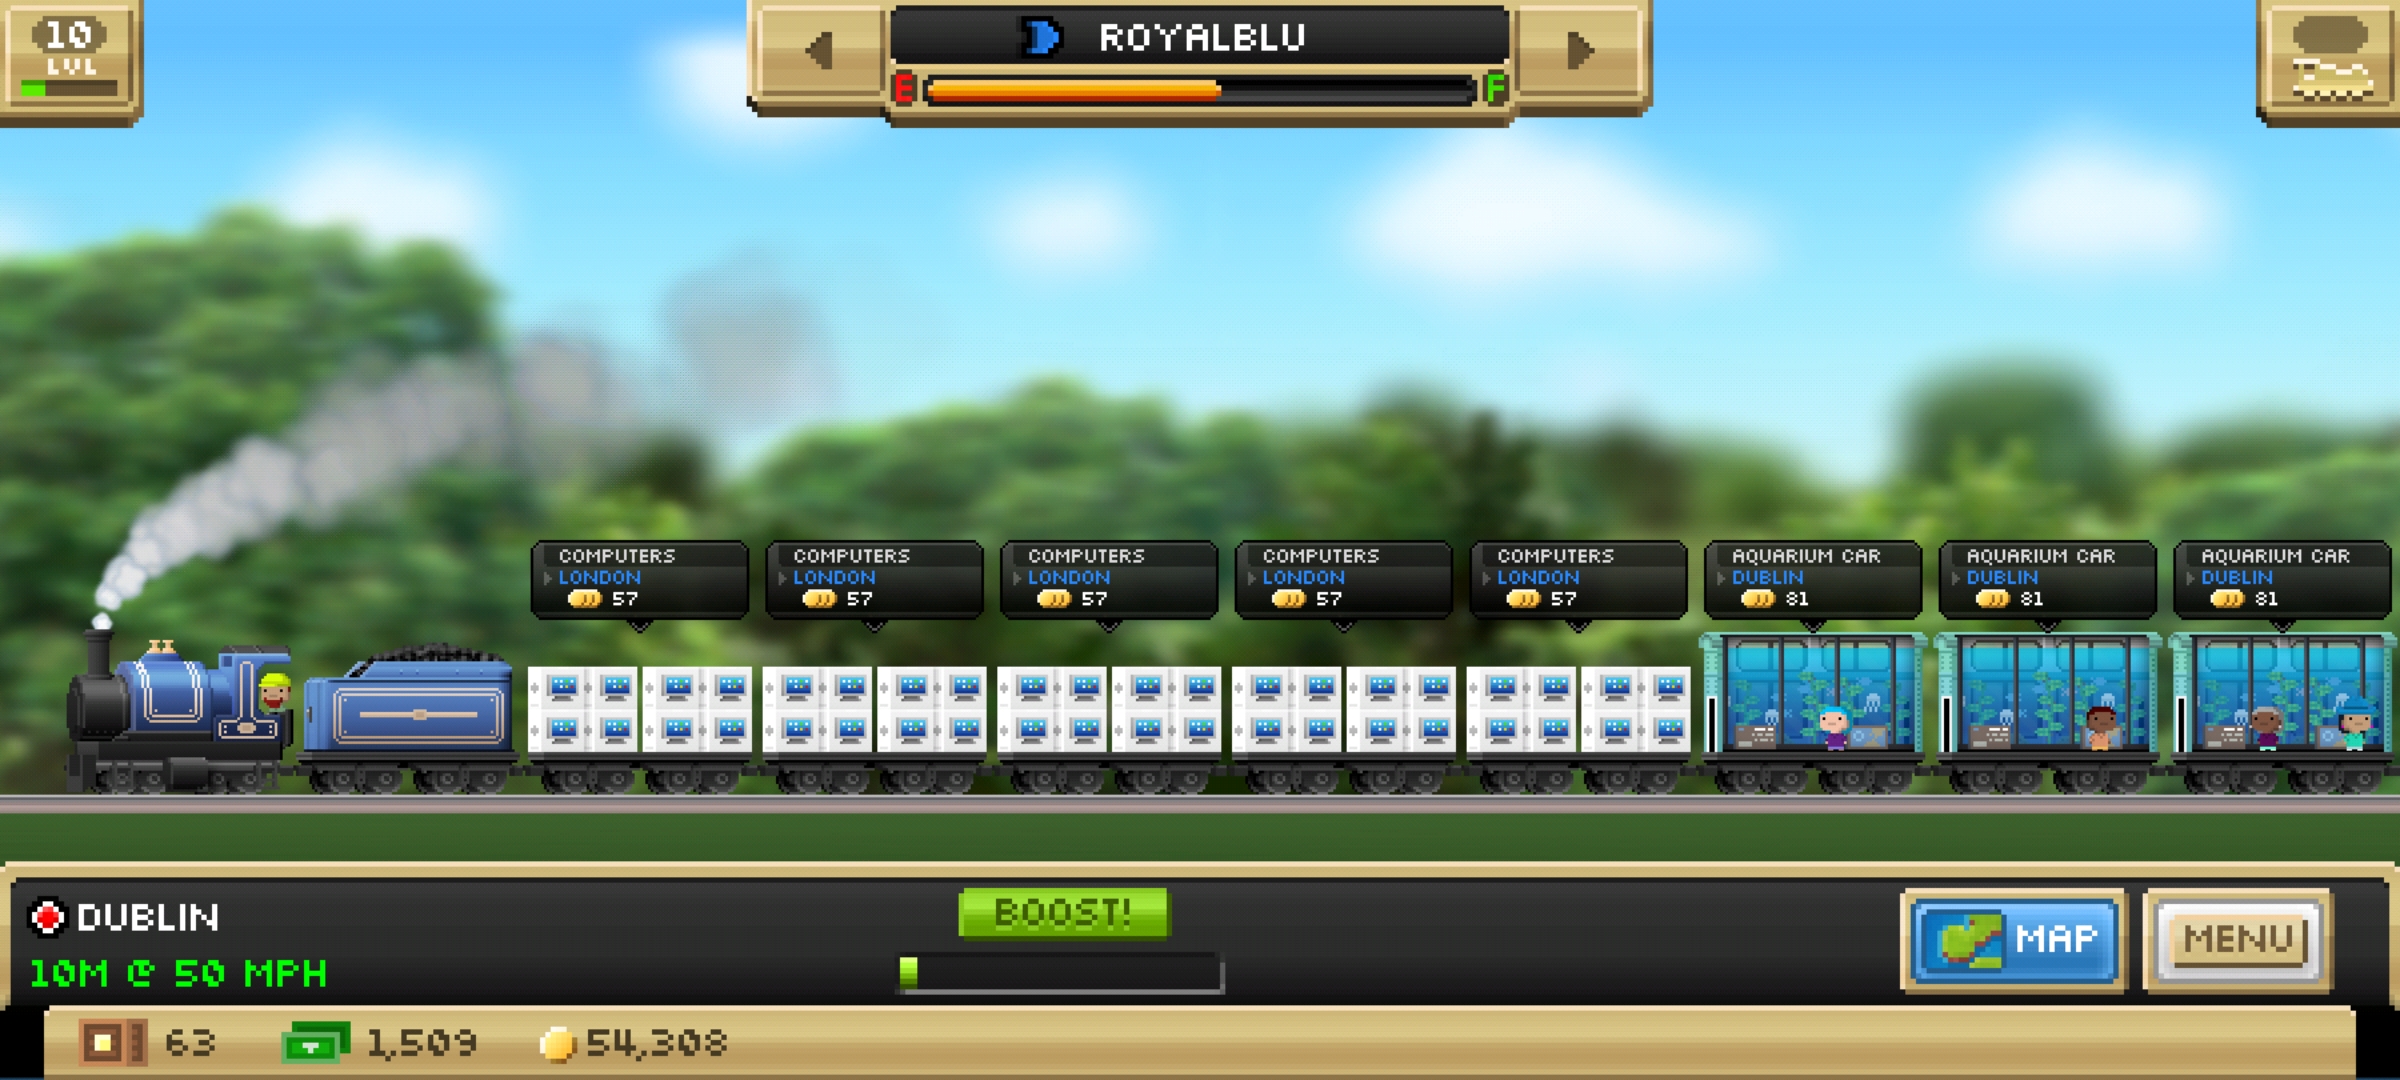 10
LVL
ROYALBLU
E
F
COMPUTERS
LONDON
57
COMPUTERS
LONDON
57
COMPUTERS
LONDON
57
COMPUTERS
LONDON
57
COMPUTERS
LONDON
57
AQUARIUM CAR
DUBLIN
81
AQUARIUM CAR
DUBLIN
81
AQUARIUM CAR
DUBLIN
81
DUBLIN
10M @ 50 MPH
BOOST!
MAP
MENU
63
1,509
54,308